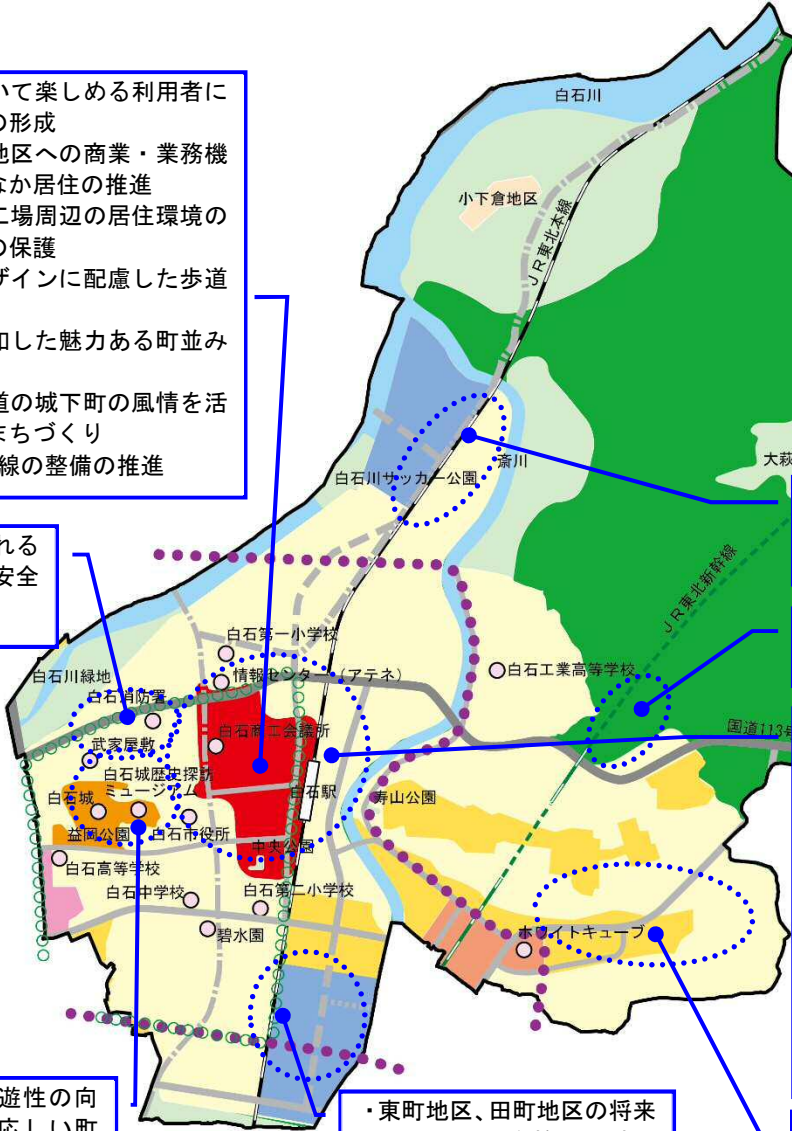 いて楽しめる利用者に
の形成
地区への商業・業務機
なか居住の推進
工場周辺の居住環境の
の保護
ザインに配慮した歩道
和した魅力ある町並み
道の城下町の風情を活
まちづくり
線の整備の推進
白石川
小下倉地区
JR東北本線
白石川サッカー公園
斎川
大萩
JR東北新幹線
れる
安全
白石第一小学校
情報センター(アテネ)
白石工業高等学校
白石川緑地
白石消防署
武家屋敷
白石商工会議所
国道113号
白石城歴史探訪
ミュージアム
白石城
白石駅
寿山公園
益岡公園
白石市役所
中央公園
白石高等学校
白石中学校
白石第二小学校
碧水園
ホワイトキューブ
遊性の向
応しい町
・東町地区、田町地区の将来